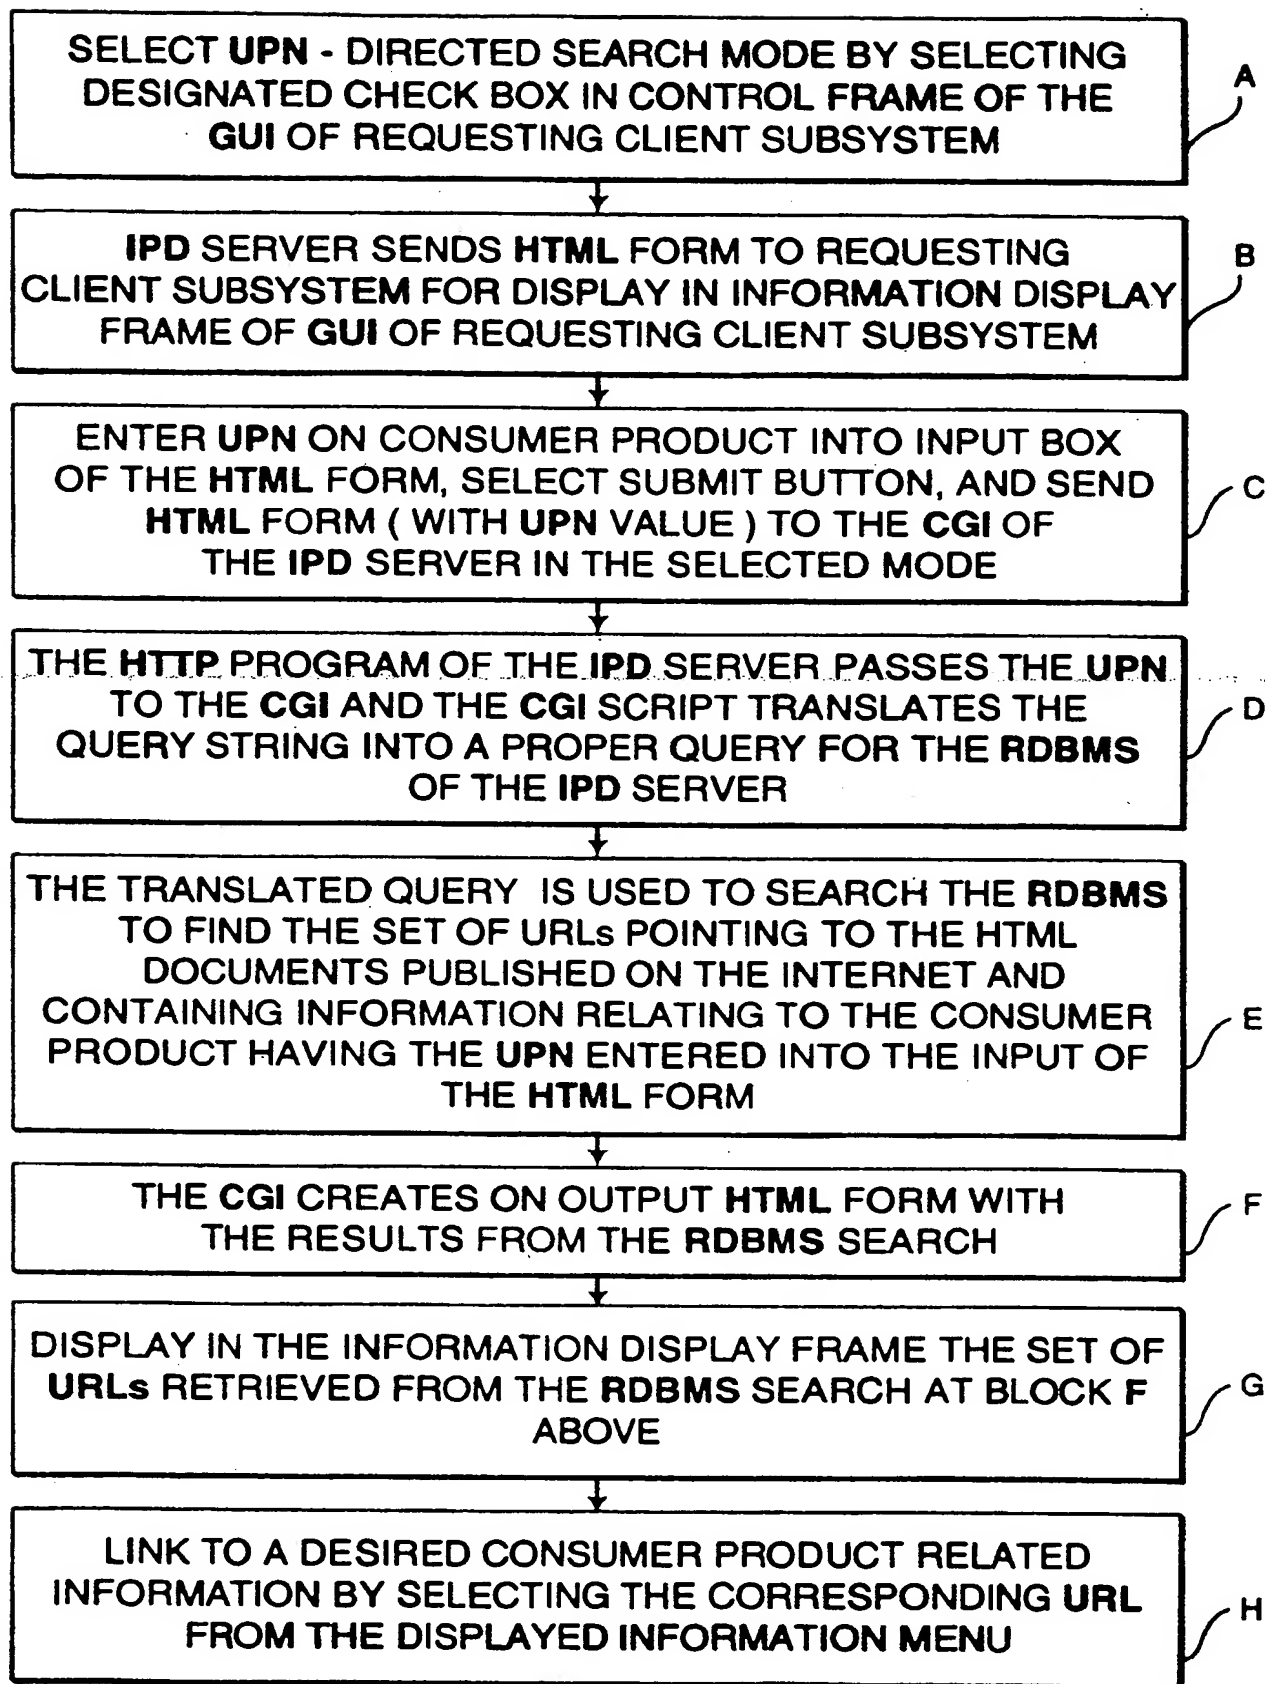 SELECT UPN - DIRECTED SEARCH MODE BY SELECTING
DESIGNATED CHECK BOX IN CONTROL FRAME OF THE
GUI OF REQUESTING CLIENT SUBSYSTEM
A
IPD SERVER SENDS HTML FORM TO REQUESTING
CLIENT SUBSYSTEM FOR DISPLAY IN INFORMATION DISPLAY
FRAME OF GUI OF REQUESTING CLIENT SUBSYSTEM
B
ENTER UPN ON CONSUMER PRODUCT INTO INPUT BOX
OF THE HTML FORM, SELECT SUBMIT BUTTON, AND SEND
HTML FORM ( WITH UPN VALUE ) TO THE CGI OF
THE IPD SERVER IN THE SELECTED MODE
C
THE HTTP PROGRAM OF THE IPD SERVER PASSES THE UPN
TO THE CGI AND THE CGI SCRIPT TRANSLATES THE
QUERY STRING INTO A PROPER QUERY FOR THE RDBMS
OF THE IPD SERVER
D
THE TRANSLATED QUERY IS USED TO SEARCH THE RDBMS
TO FIND THE SET OF URLs POINTING TO THE HTML
DOCUMENTS PUBLISHED ON THE INTERNET AND
CONTAINING INFORMATION RELATING TO THE CONSUMER
PRODUCT HAVING THE UPN ENTERED INTO THE INPUT OF
THE HTML FORM
E
THE CGI CREATES ON OUTPUT HTML FORM WITH
THE RESULTS FROM THE RDBMS SEARCH
F
DISPLAY IN THE INFORMATION DISPLAY FRAME THE SET OF
URLs RETRIEVED FROM THE RDBMS SEARCH AT BLOCK F
ABOVE
G
LINK TO A DESIRED CONSUMER PRODUCT RELATED
INFORMATION BY SELECTING THE CORRESPONDING URL
FROM THE DISPLAYED INFORMATION MENU
H